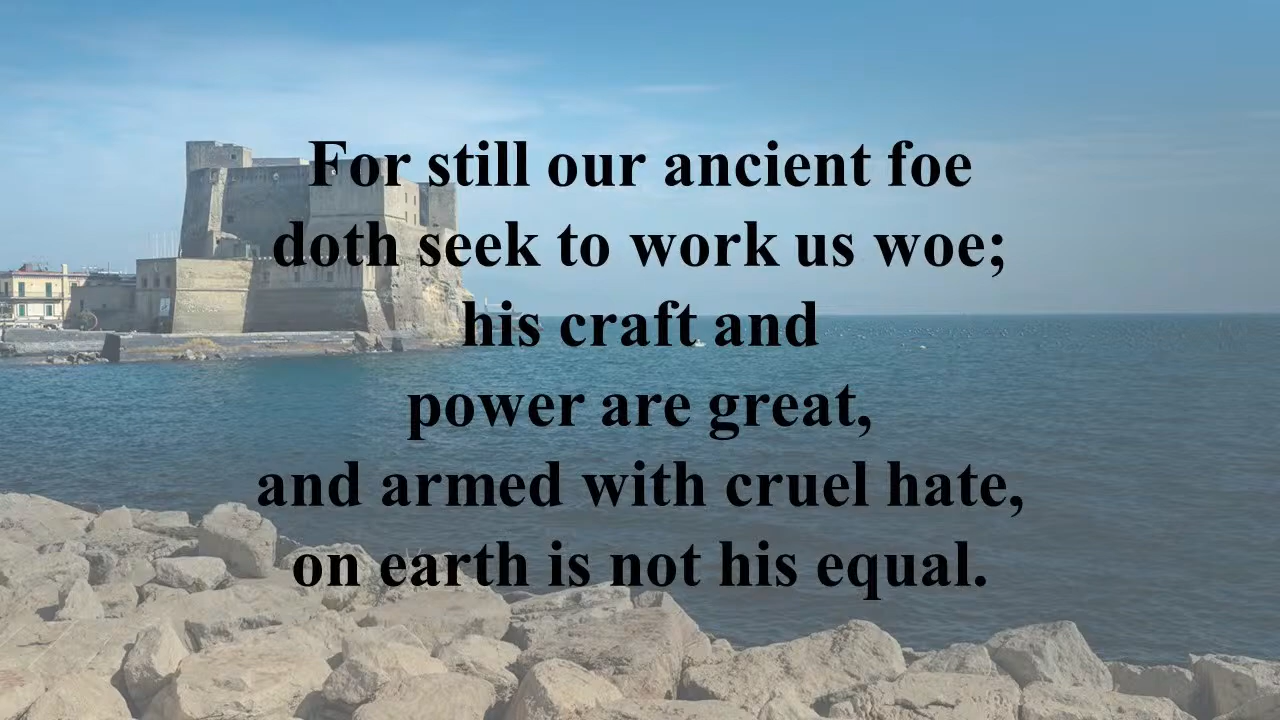 For still our ancient foe
doth seek to work us woe;
his craft and
power are great,
and armed with cruel hate,
on earth is not his equal.